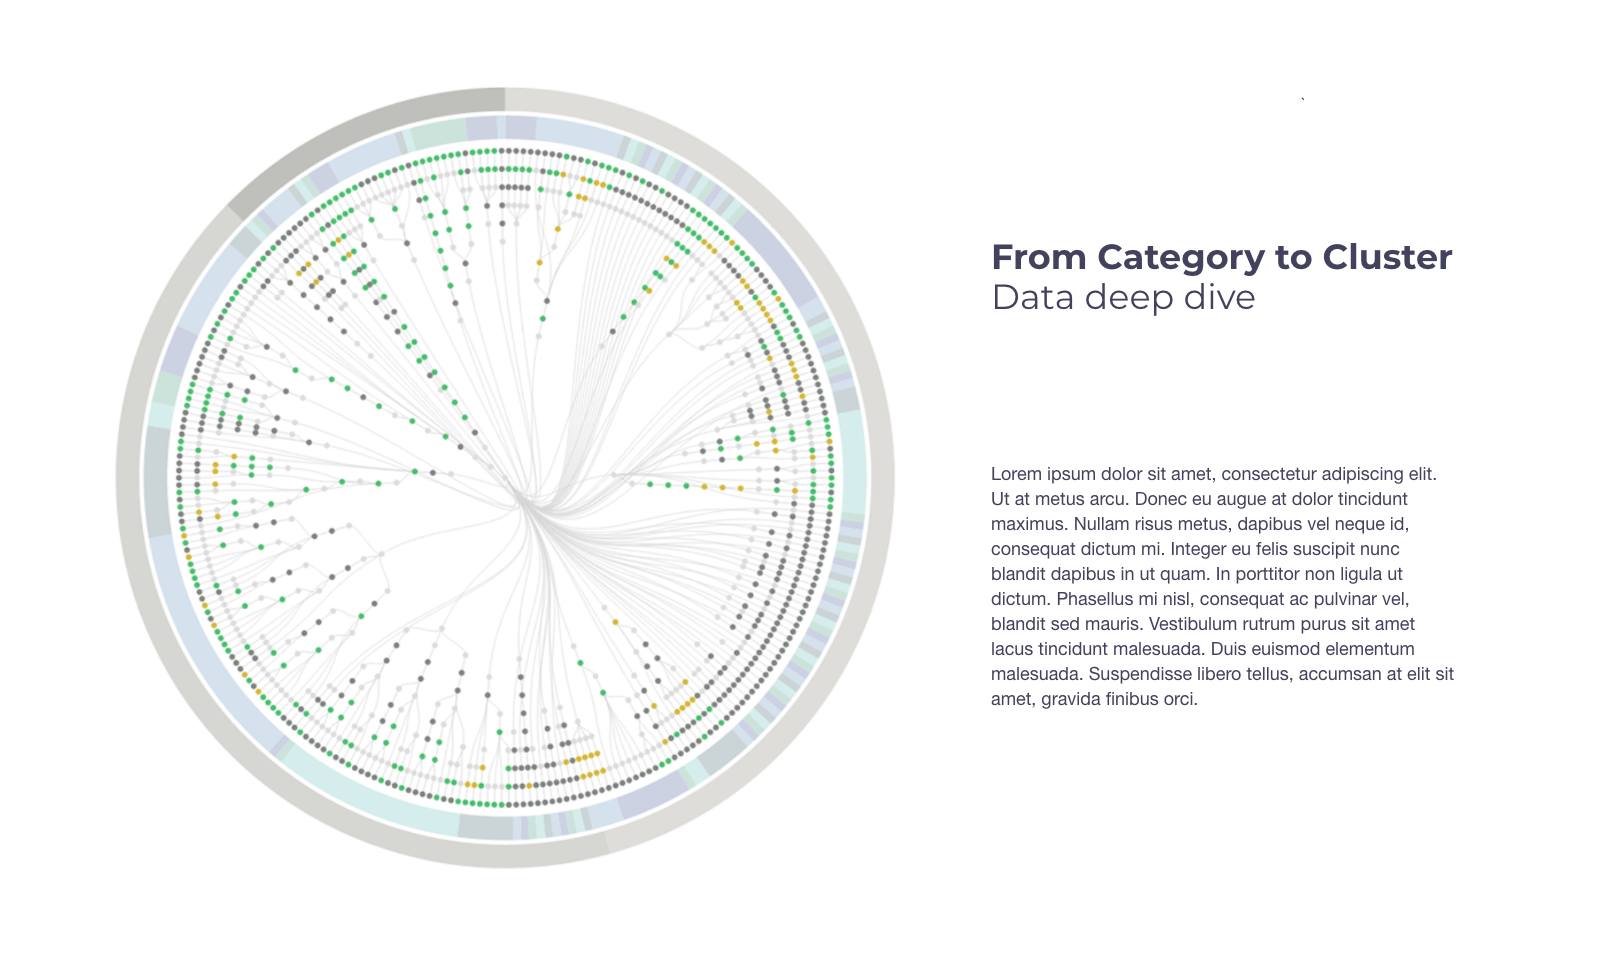 `
From Category to Cluster
Data deep dive
Lorem ipsum dolor sit amet, consectetur adipiscing elit.
Ut at metus arcu. Donec eu augue at dolor tincidunt
maximus. Nullam risus metus, dapibus vel neque id,
consequat dictum mi. Integer eu felis suscipit nunc
blandit dapibus in ut quam. In porttitor non ligula ut
dictum. Phasellus mi nisl, consequat ac pulvinar vel,
blandit sed mauris. Vestibulum rutrum purus sit amet
lacus tincidunt malesuada. Duis euismod elementum
malesuada. Suspendisse libero tellus, accumsan at elit sit
amet, gravida finibus orci.